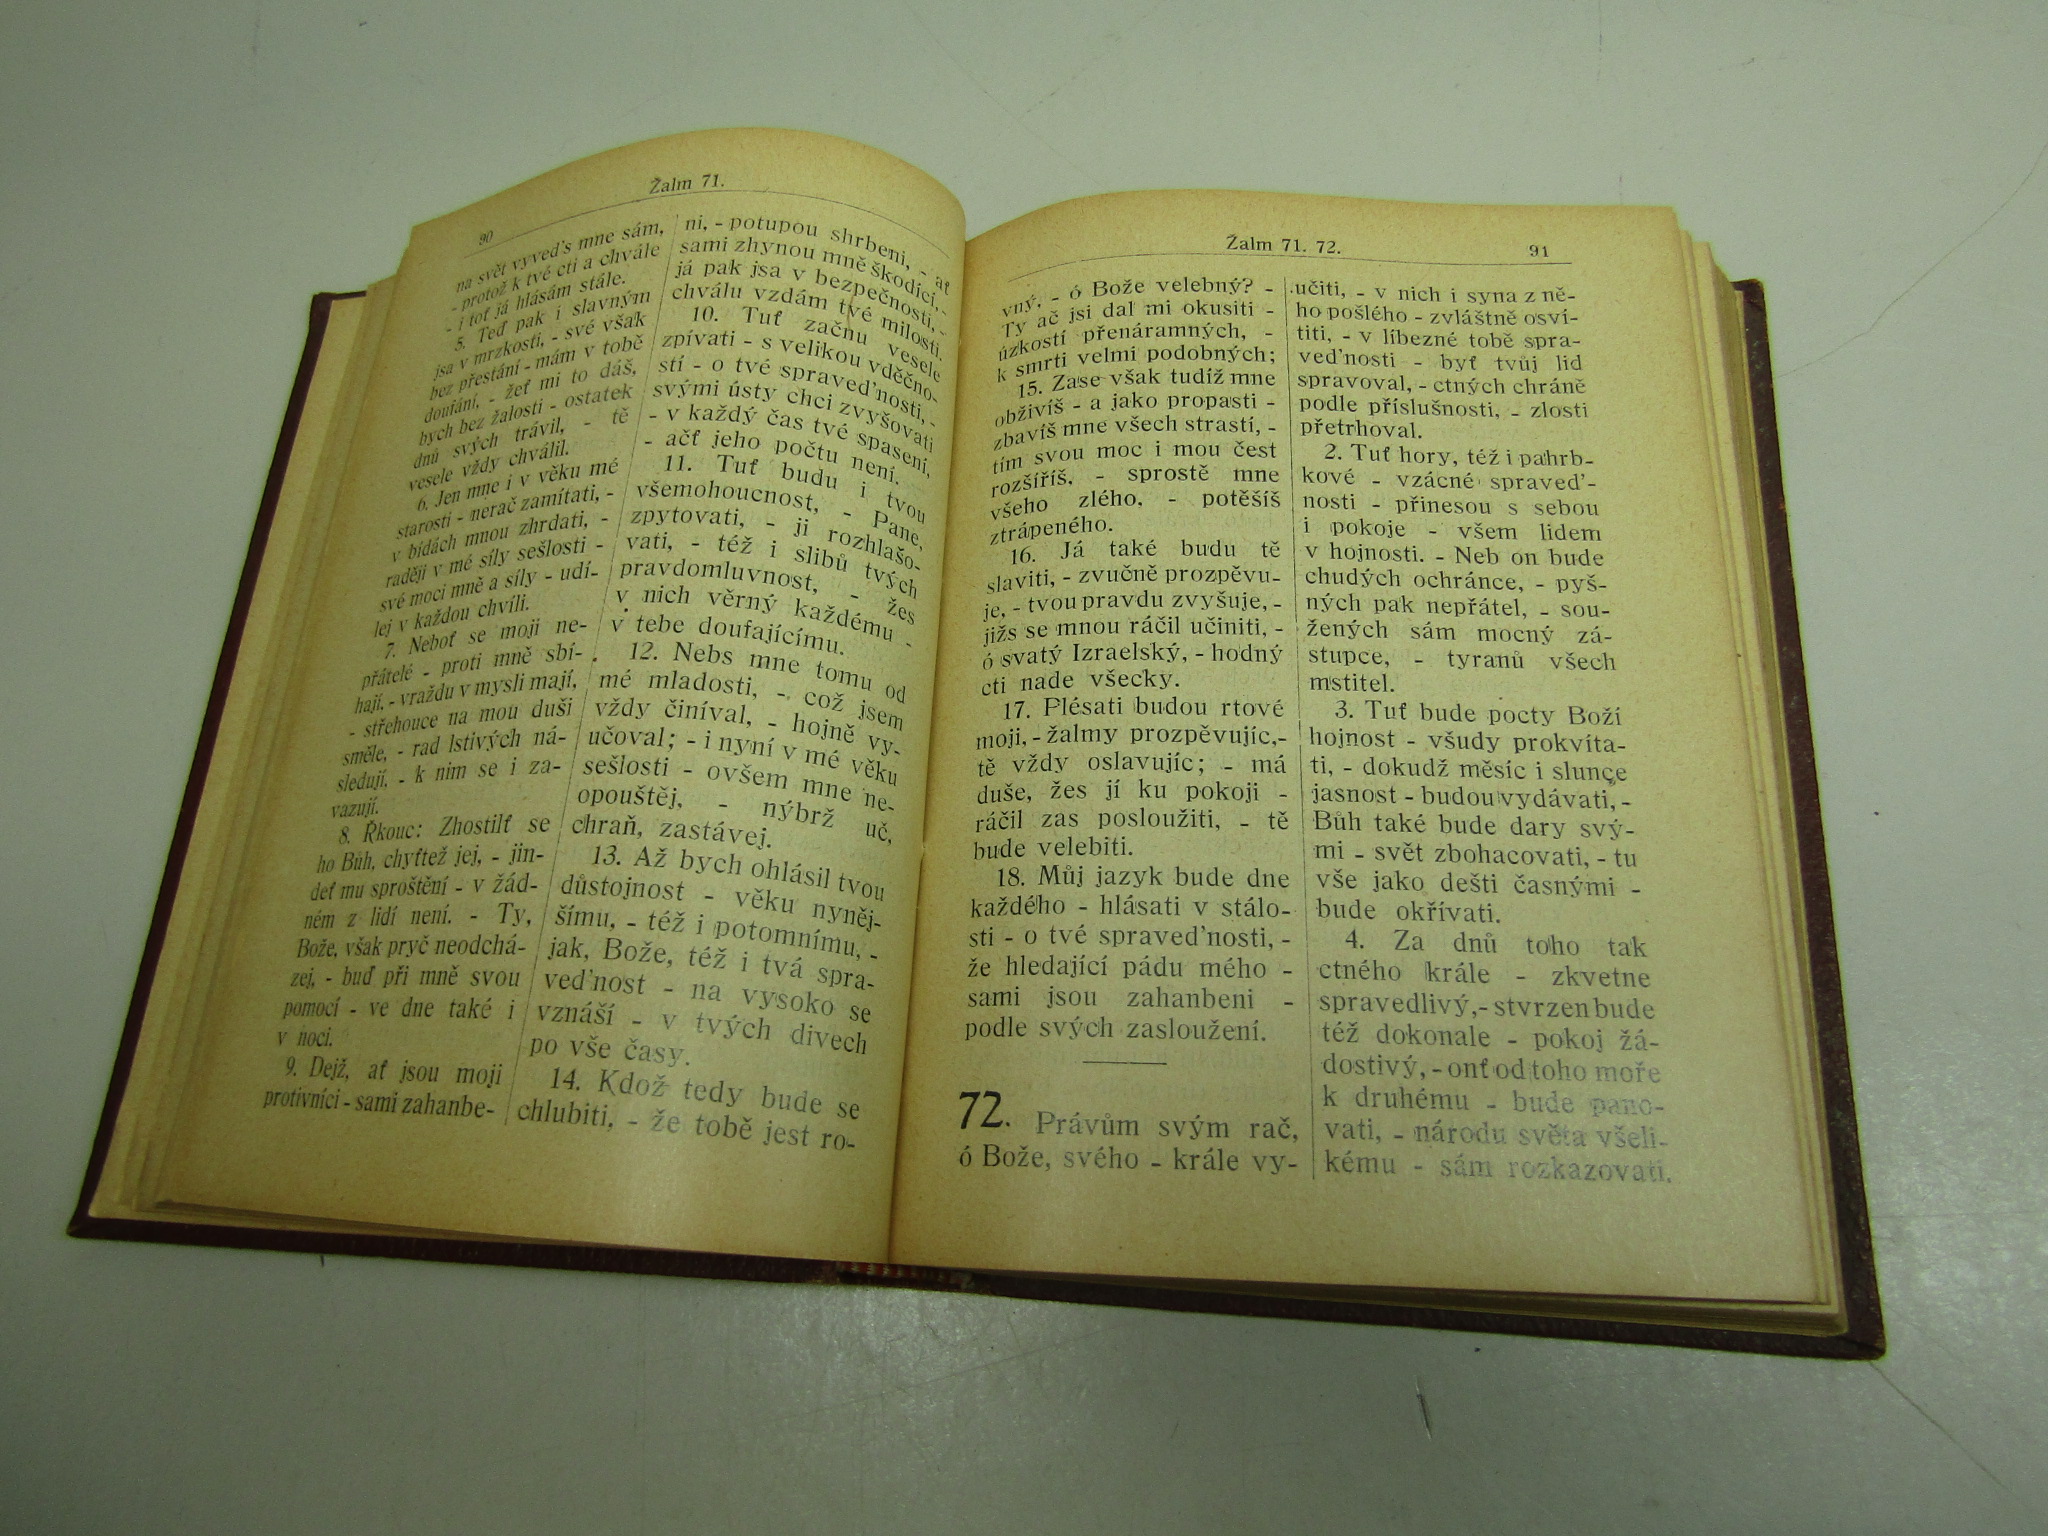 Žalm 71.
90
na svět vyveďs mne sám,
- protož k tvé cti a chvále
- i toť já hlásám stále.
5. Teď pak i slavným
jsa v mrzkosti, - své však
bez přestání - mám v tobě
doufání, - žeť mi to dáš,
bych bez žalosti - ostatek
dnů svých trávil, - tě
vesele vždy chválil.
6. Jen mne i v věku mé
starosti - nerač zamítati, -
v bídách mnou zhrdati, -
raději v mé síly sešlosti -
své moci mně a síly - udí-
lej v každou chvíli.
7. Neboť se moji ne-
přátelé - proti mně sbí-
hají, - vraždu v mysli mají,
- střehouce na mou duši
směle, - rad lstivých ná-
sledují, - k nim se i za-
vazují.
8. Řkouc: Zhostilť se
ho Bůh, chyťtež jej, - jin-
deť mu sproštění - v žád-
ném z lidí není. - Ty,
Bože, však pryč neodchá-
zej, - buď při mně svou
pomocí - ve dne také i
v noci.
9. Dejž, ať jsou moji
protivníci - sami zahanbe-
ni, - potupou shrbeni, - ať
sami zhynou mně škodící, -
já pak jsa v bezpečnosti, -
chválu vzdám tvé milosti.
10. Tuť začnu vesele
zpívati - s velikou vděčno-
stí - o tvé spraveďnosti, -
svými ústy chci zvyšovati
- v každý čas tvé spasení,
- ačť jeho počtu není.
11. Tuť budu i tvou
všemohoucnost, - Pane,
zpytovati, - ji rozhlašo-
vati, - též i slibů tvých
pravdomluvnost, - žes
v nich věrný každému -
v tebe doufajícímu.
12. Nebs mne tomu od
mé mladosti, - což jsem
vždy činíval, - hojně vy-
učoval; - i nyní v mé věku
sešlosti - ovšem mne ne-
opouštěj, - nýbrž uč,
chraň, zastávej.
13. Až bych ohlásil tvou
důstojnost - věku nyněj-
šímu, - též i potomnímu, -
jak, Bože, též i tvá spra-
veďnost - na vysoko se
vznáší - v tvých divech
po vše časy.
14. Kdož tedy bude se
chlubiti, - že tobě jest ro-
Žalm 71. 72.
91
vný, - ó Bože velebný? -
Ty ač jsi dal mi okusiti -
úzkostí přenáramných, -
k smrti velmi podobných;
15. Zase však tudíž mne
obživíš - a jako propasti -
zbavíš mne všech strastí, -
tím svou moc i mou čest
rozšíříš, - sprostě mne
všeho zlého, - potěšíš
ztrápeného.
16. Já také budu tě
slaviti, - zvučně prozpěvu-
je, - tvou pravdu zvyšuje, -
jižs se mnou ráčil učiniti, -
ó svatý Izraelský, - hodný
cti nade všecky.
17. Plésati budou rtové
moji, - žalmy prozpěvujíc,-
tě vždy oslavujíc; - má
duše, žes jí ku pokoji -
ráčil zas posloužiti, - tě
bude velebiti.
18. Můj jazyk bude dne
každého - hlásati v stálo-
sti - o tvé spraveďnosti, -
že hledající pádu mého -
sami jsou zahanbeni -
podle svých zasloužení.
72. Právům svým rač,
ó Bože, svého - krále vy-
učiti, - v nich i syna z ně-
ho pošlého - zvláštně osví-
titi, - v líbezné tobě spra-
veďnosti - byť tvůj lid
spravoval, - ctných chráně
podle příslušnosti, - zlosti
přetrhoval.
2. Tuť hory, též i pahrb-
kové - vzácné spraveď-
nosti - přinesou s sebou
i pokoje - všem lidem
v hojnosti. - Neb on bude
chudých ochránce, - pyš-
ných pak nepřátel, - sou-
žených sám mocný zá-
stupce, - tyranů všech
mstitel.
3. Tuť bude pocty Boží
hojnost - všudy prokvíta-
ti, - dokudž měsíc i slunce
jasnost - budou vydávati, -
Bůh také bude dary svý-
mi - svět zbohacovati, - tu
vše jako dešti časnými -
bude okřívati.
4. Za dnů toho tak
ctného krále - zkvetne
spravedlivý,- stvrzen bude
též dokonale - pokoj žá-
dostivý, - onť od toho moře
k druhému - bude pano-
vati, - národu světa všeli-
kému - sám rozkazovati.